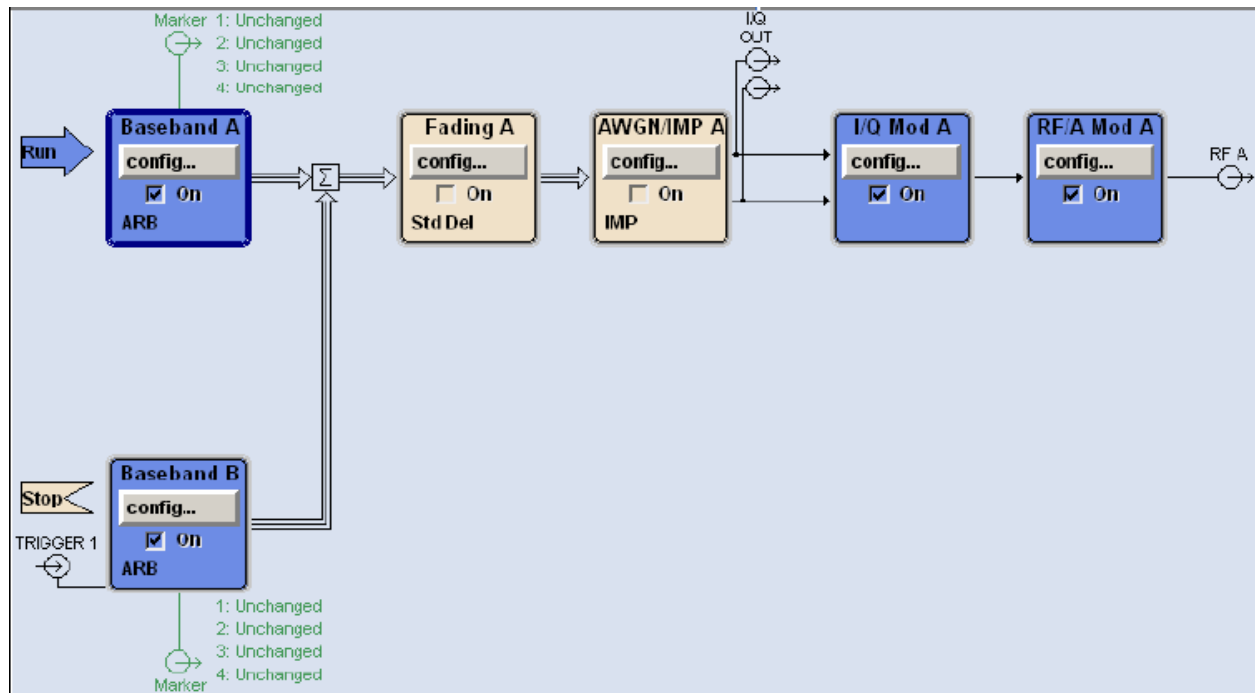 Marker 1: Unchanged
2: Unchanged
3: Unchanged
4: Unchanged
I/Q
OUT
Run
Baseband A
config...
On
ARB
Σ
Fading A
config...
On
Std Del
AWGN/IMP A
config...
On
IMP
I/Q Mod A
config...
On
RF/A Mod A
config...
On
RF A
Stop
TRIGGER 1
Baseband B
config...
On
ARB
1: Unchanged
2: Unchanged
3: Unchanged
Marker 4: Unchanged